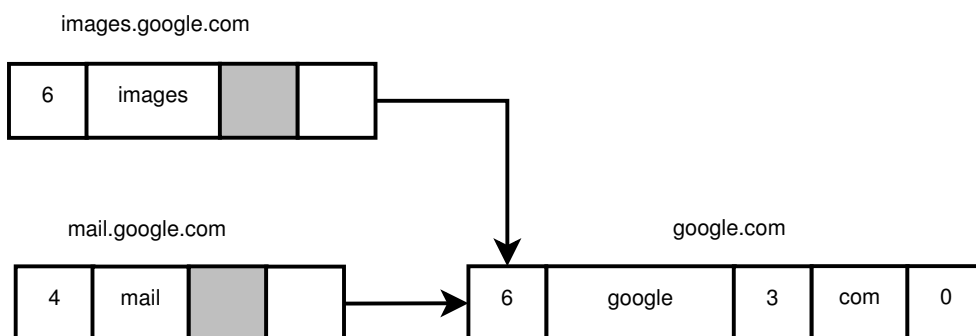 images.google.com
6 images
mail.google.com
google.com
4 mail
6 google 3 com 0